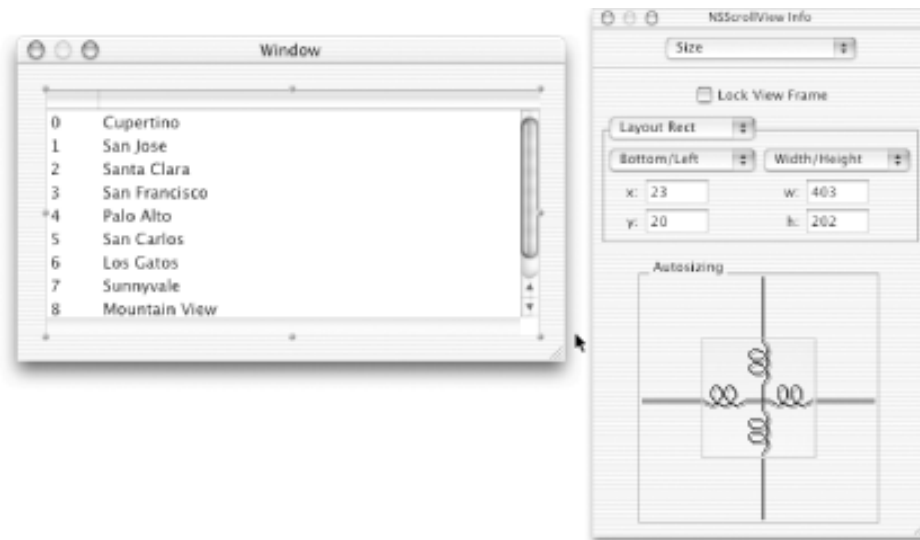 Window
0 Cupertino
1 San Jose
2 Santa Clara
3 San Francisco
4 Palo Alto
5 San Carlos
6 Los Gatos
7 Sunnyvale
8 Mountain View
NSScrollView Info
Size
Lock View Frame
Layout Rect
Bottom/Left Width/Height
x: 23 w: 403
y: 20 h: 202
Autosizing